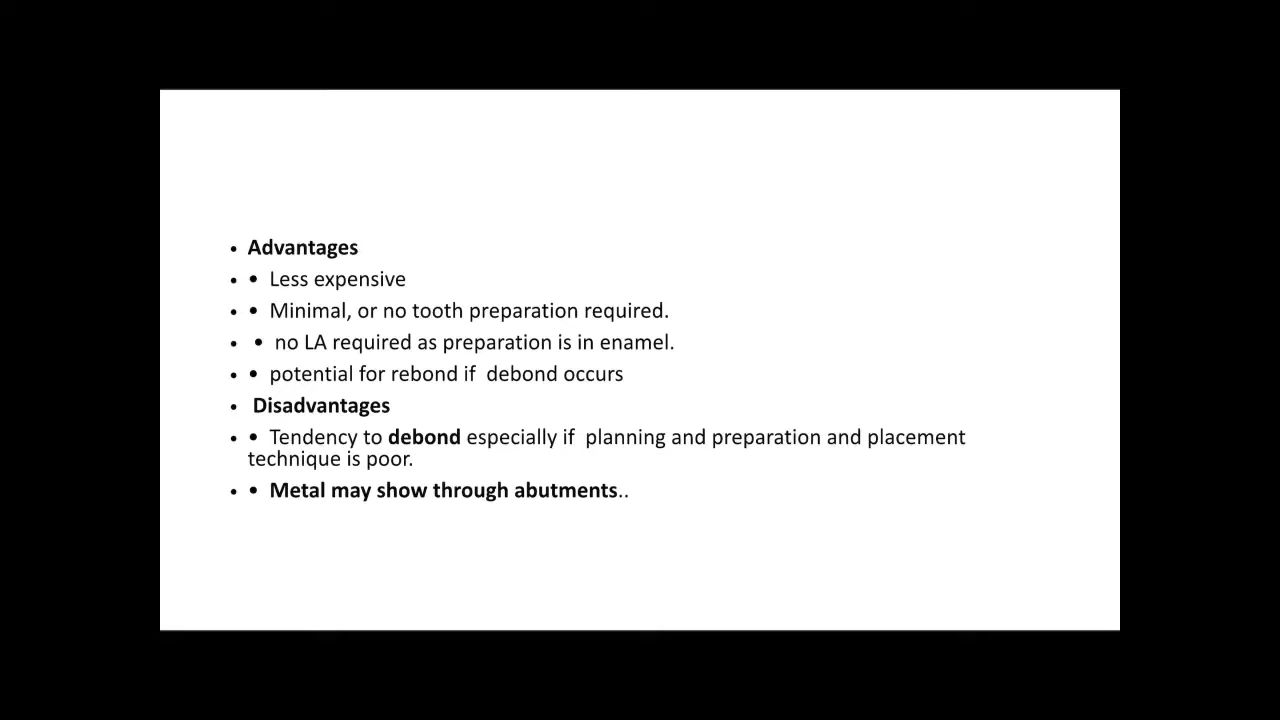 • Advantages
• • Less expensive
• • Minimal, or no tooth preparation required.
• • no LA required as preparation is in enamel.
• • potential for rebond if  debond occurs
• Disadvantages
• • Tendency to debond especially if  planning and preparation and placement
technique is poor.
• • Metal may show through abutments..